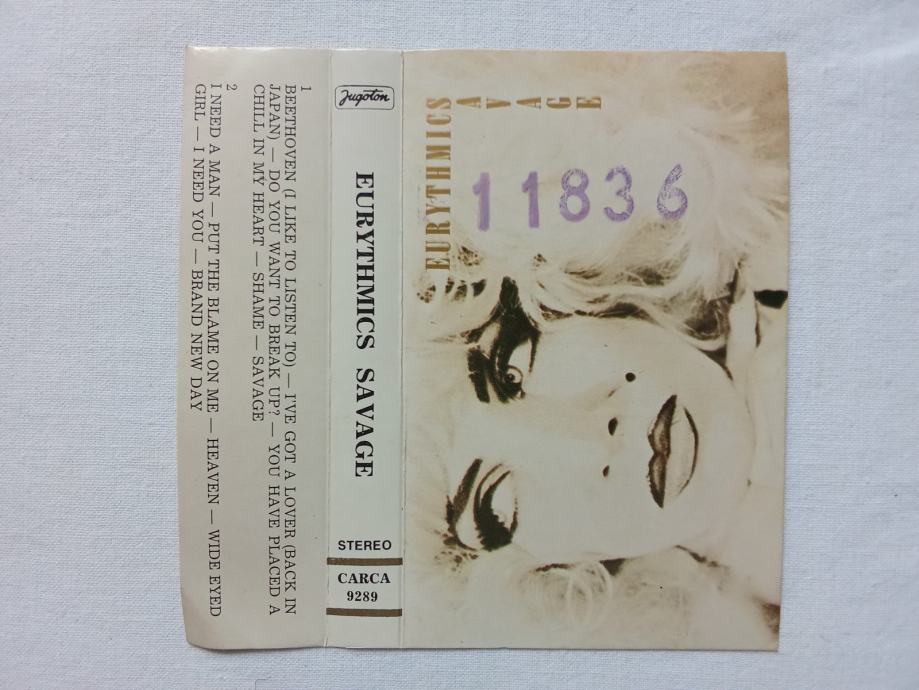 1
BEETHOVEN (I LIKE TO LISTEN TO) — I'VE GOT A LOVER (BACK IN
JAPAN) — DO YOU WANT TO BREAK UP? — YOU HAVE PLACED A
CHILL IN MY HEART — SHAME — SAVAGE
2
I NEED A MAN — PUT THE BLAME ON ME — HEAVEN — WIDE EYED
GIRL — I NEED YOU — BRAND NEW DAY
Jugoton
EURYTHMICS SAVAGE
STEREO
CARCA
9289
EURYTHMICS
SAVAGE
11836